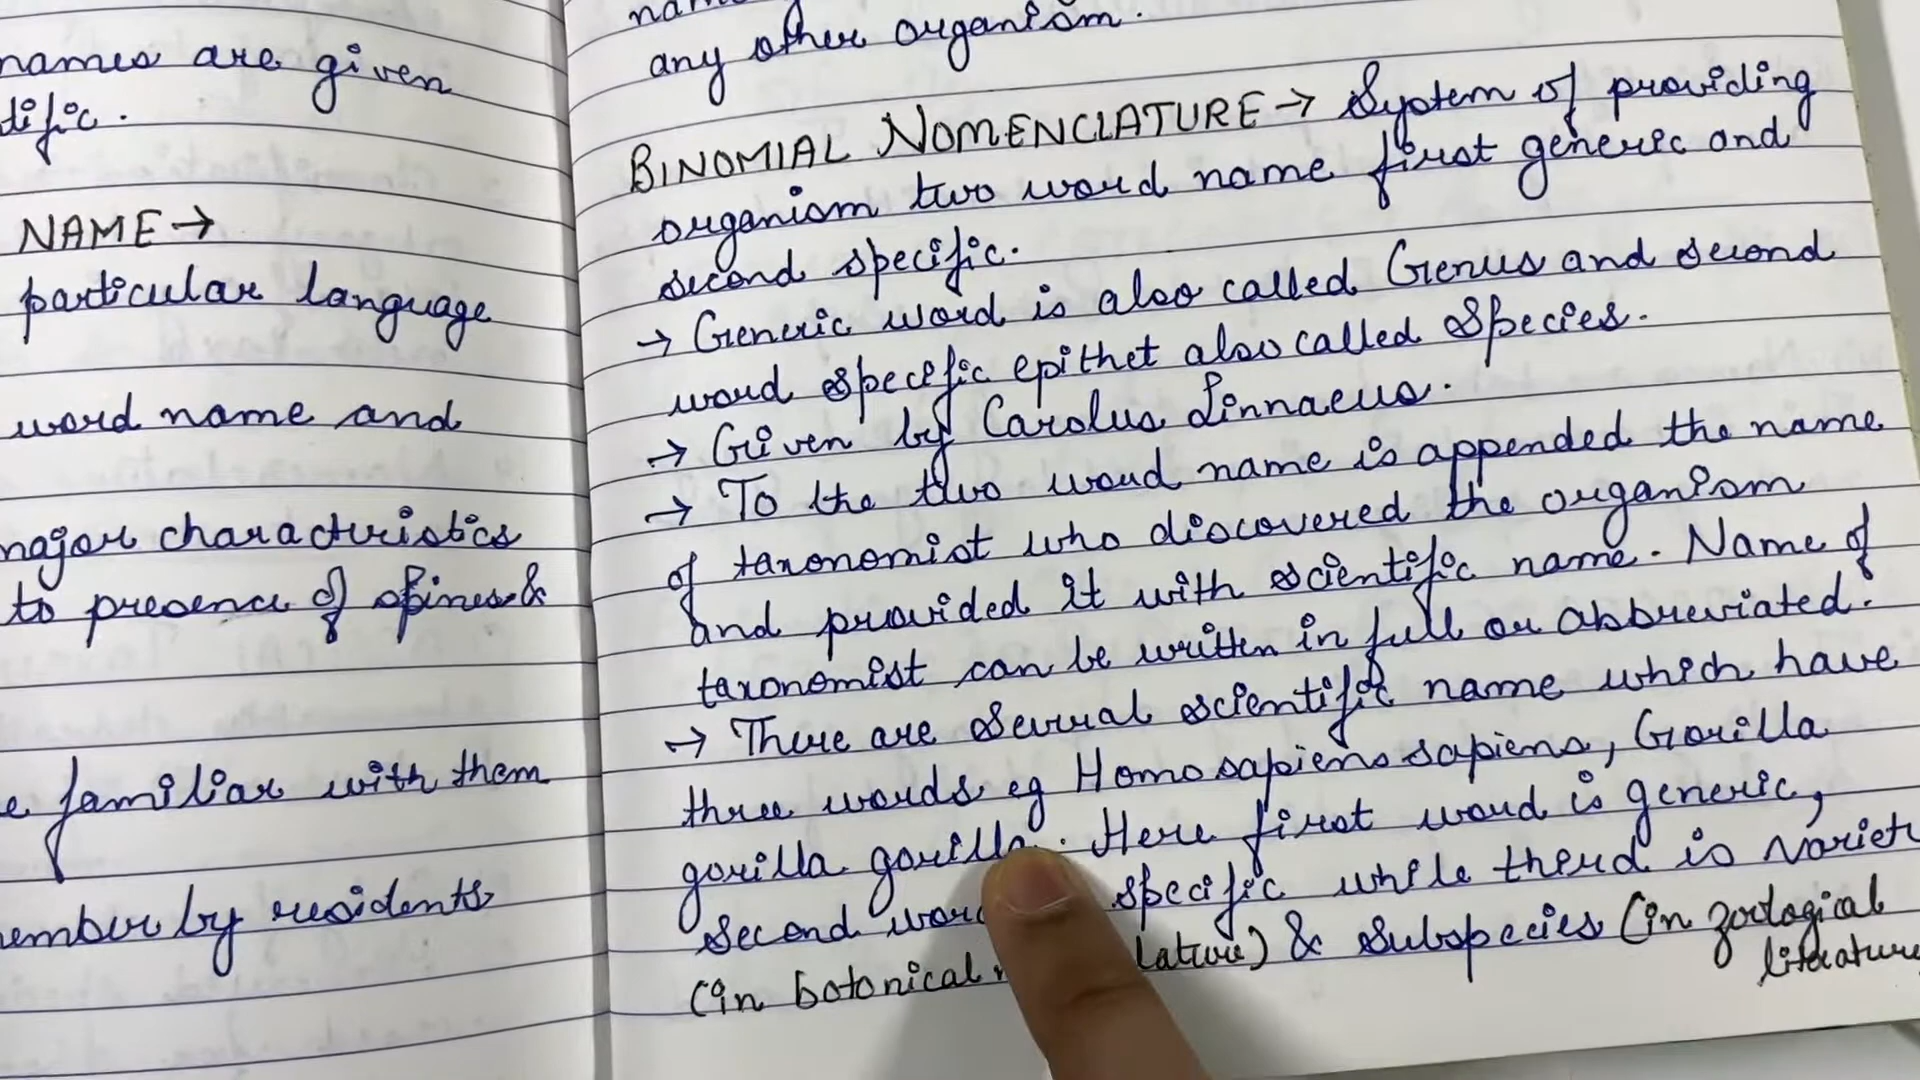 names are given
tific.
NAME →
particular language
word name and
major characteristics
to presence of spines &
e familiar with them
ember by residents
any other organism.
BINOMIAL NOMENCLATURE → System of providing
organism two word name first generic and
second specific.
→ Generic word is also called Genus and second
word specific epithet also called Species.
→ Given by Carolus Linnaeus.
→ To the two word name is appended the name
of taxonomist who discovered the organism
and provided it with scientific name. Name of
taxonomist can be written in full or abbreviated.
→ There are several scientific name which have
three words eg Homo sapiens sapiens, Gorilla
gorilla gorilla. Here first word is generic,
second word specific while third is variet
(in botonical lature) & Subspecies (in zoological
literature